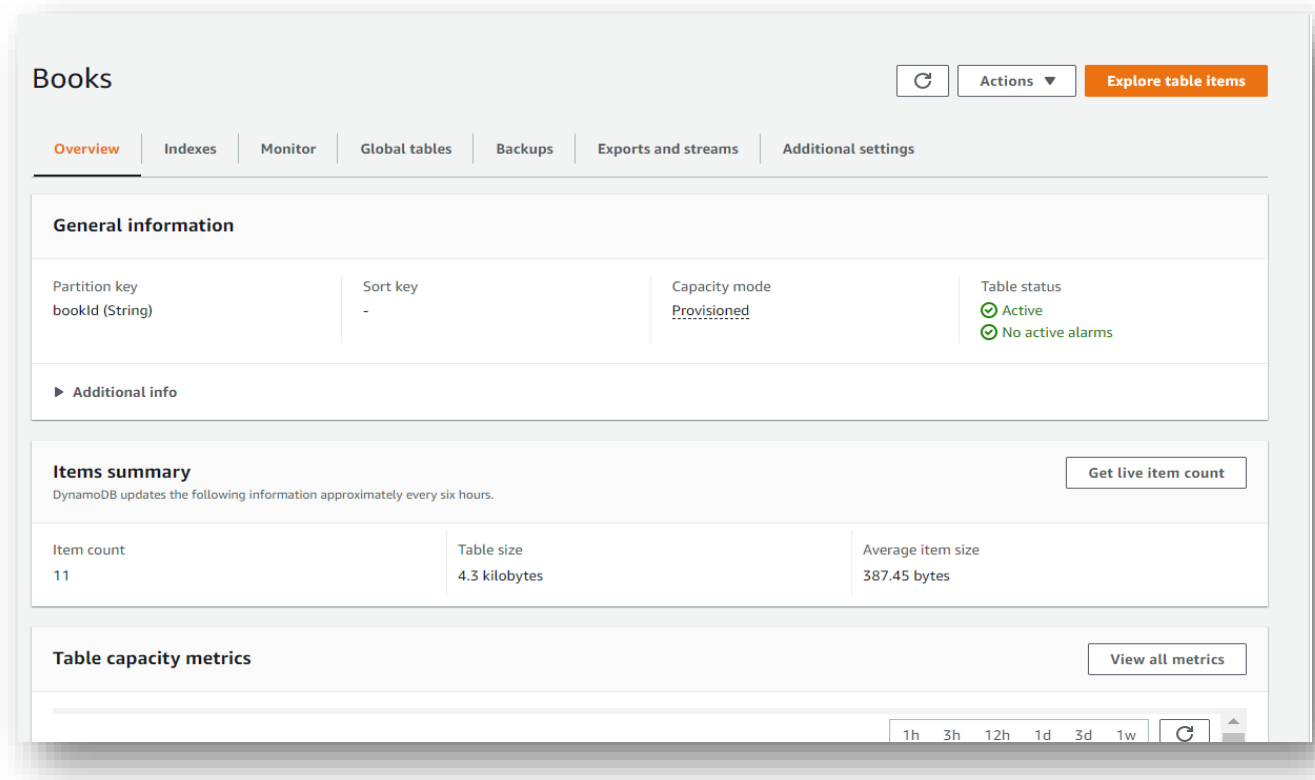 Books
Actions
Explore table items
Overview
Indexes
Monitor
Global tables
Backups
Exports and streams
Additional settings
General information
Partition key
bookId (String)
Sort key
-
Capacity mode
Provisioned
Table status
Active
No active alarms
Additional info
Items summary
Get live item count
DynamoDB updates the following information approximately every six hours.
Item count
11
Table size
4.3 kilobytes
Average item size
387.45 bytes
Table capacity metrics
View all metrics
1h 3h 12h 1d 3d 1w